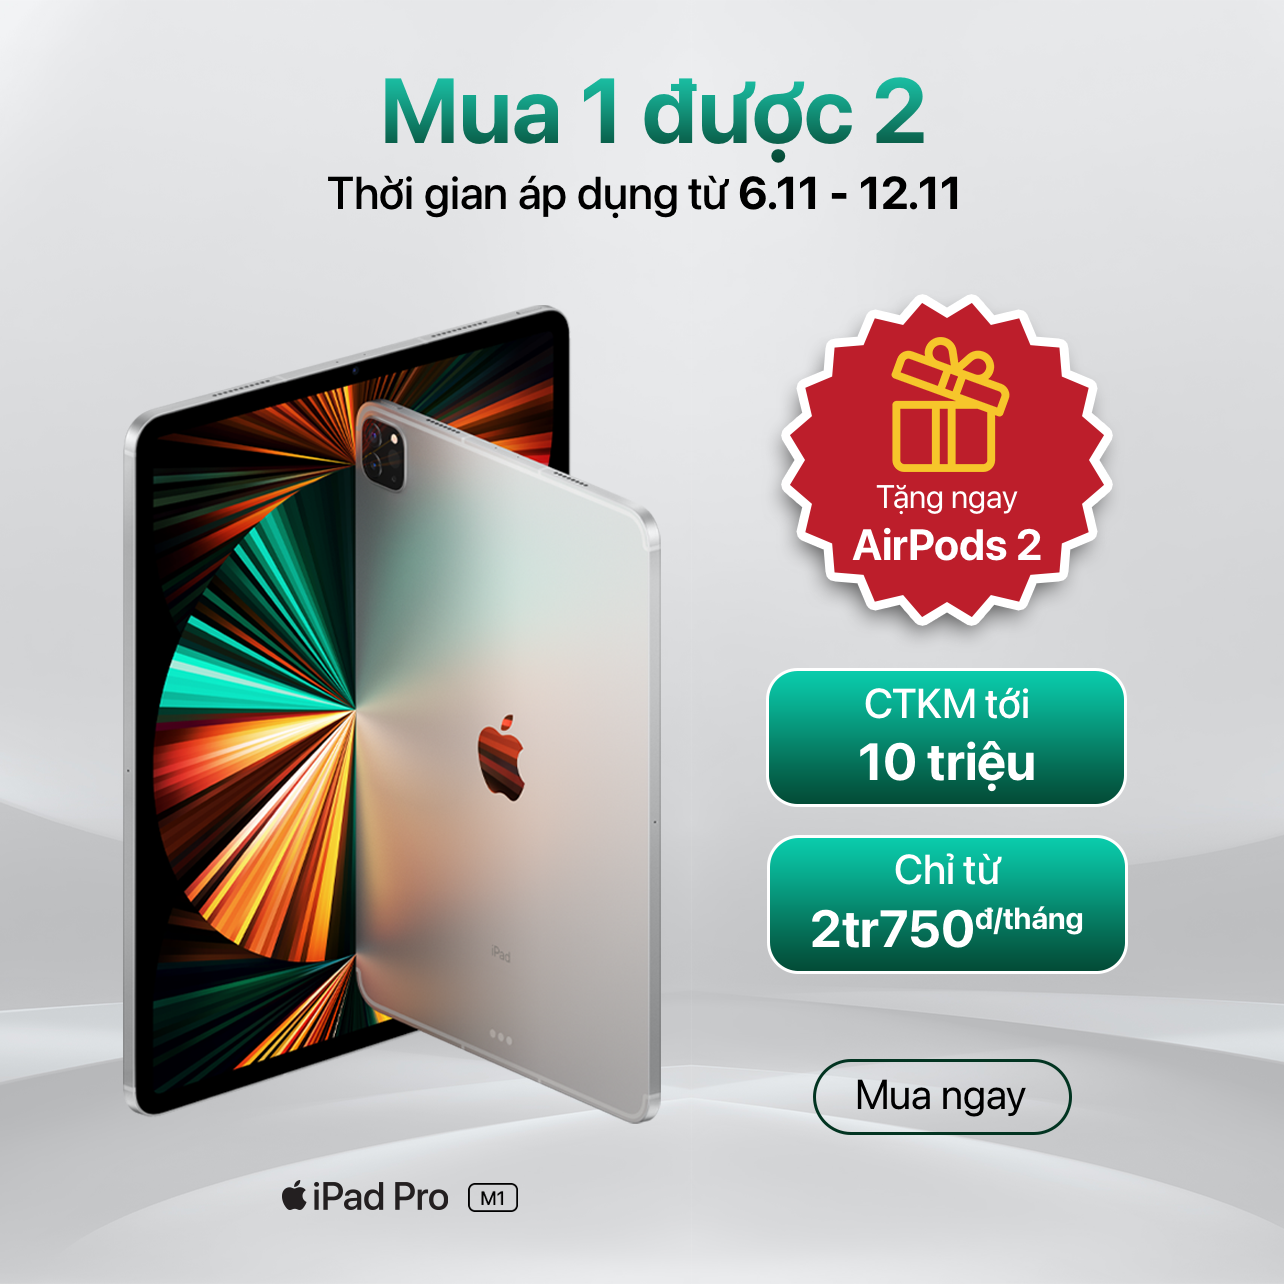 Mua 1 được 2
Thời gian áp dụng từ 6.11 - 12.11
Tặng ngay
AirPods 2
CTKM tới
10 triệu
Chỉ từ
2tr750đ/tháng
iPad
Mua ngay
iPad Pro M1